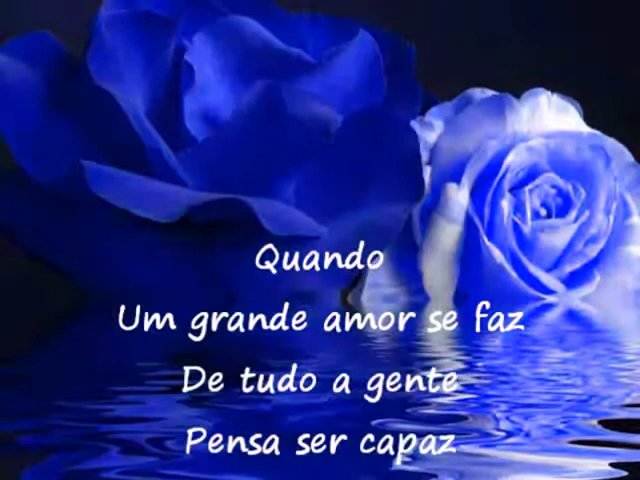 Quando
Um grande amor se faz
De tudo a gente
Pensa ser capaz